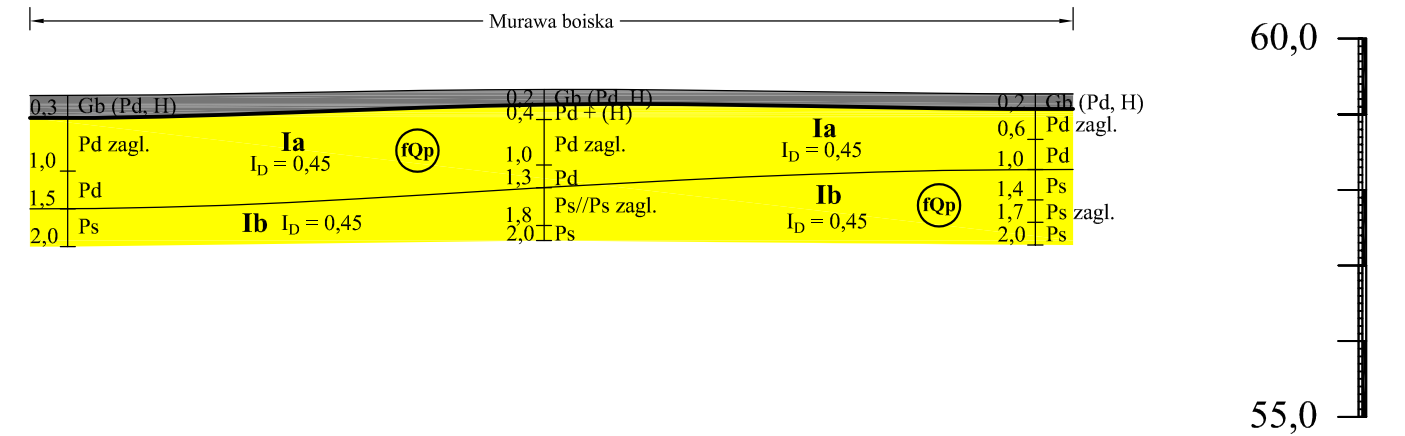 Murawa boiska
60,0
0,3 Gb (Pd, H)
Pd zagl.
1,0
Pd
1,5
Ps
2,0
Ia
I_D = 0,45
fQp
Ib I_D = 0,45
0,2 Gb (Pd, H)
0,4 Pd + (H)
Pd zagl.
1,0
Pd
1,3
Ps//Ps zagl.
1,8
2,0 Ps
Ia
I_D = 0,45
Ib
I_D = 0,45
fQp
0,2 Gb (Pd, H)
Pd zagl.
0,6
Pd
1,0
Ps
1,4
Ps zagl.
1,7
Ps
2,0
55,0